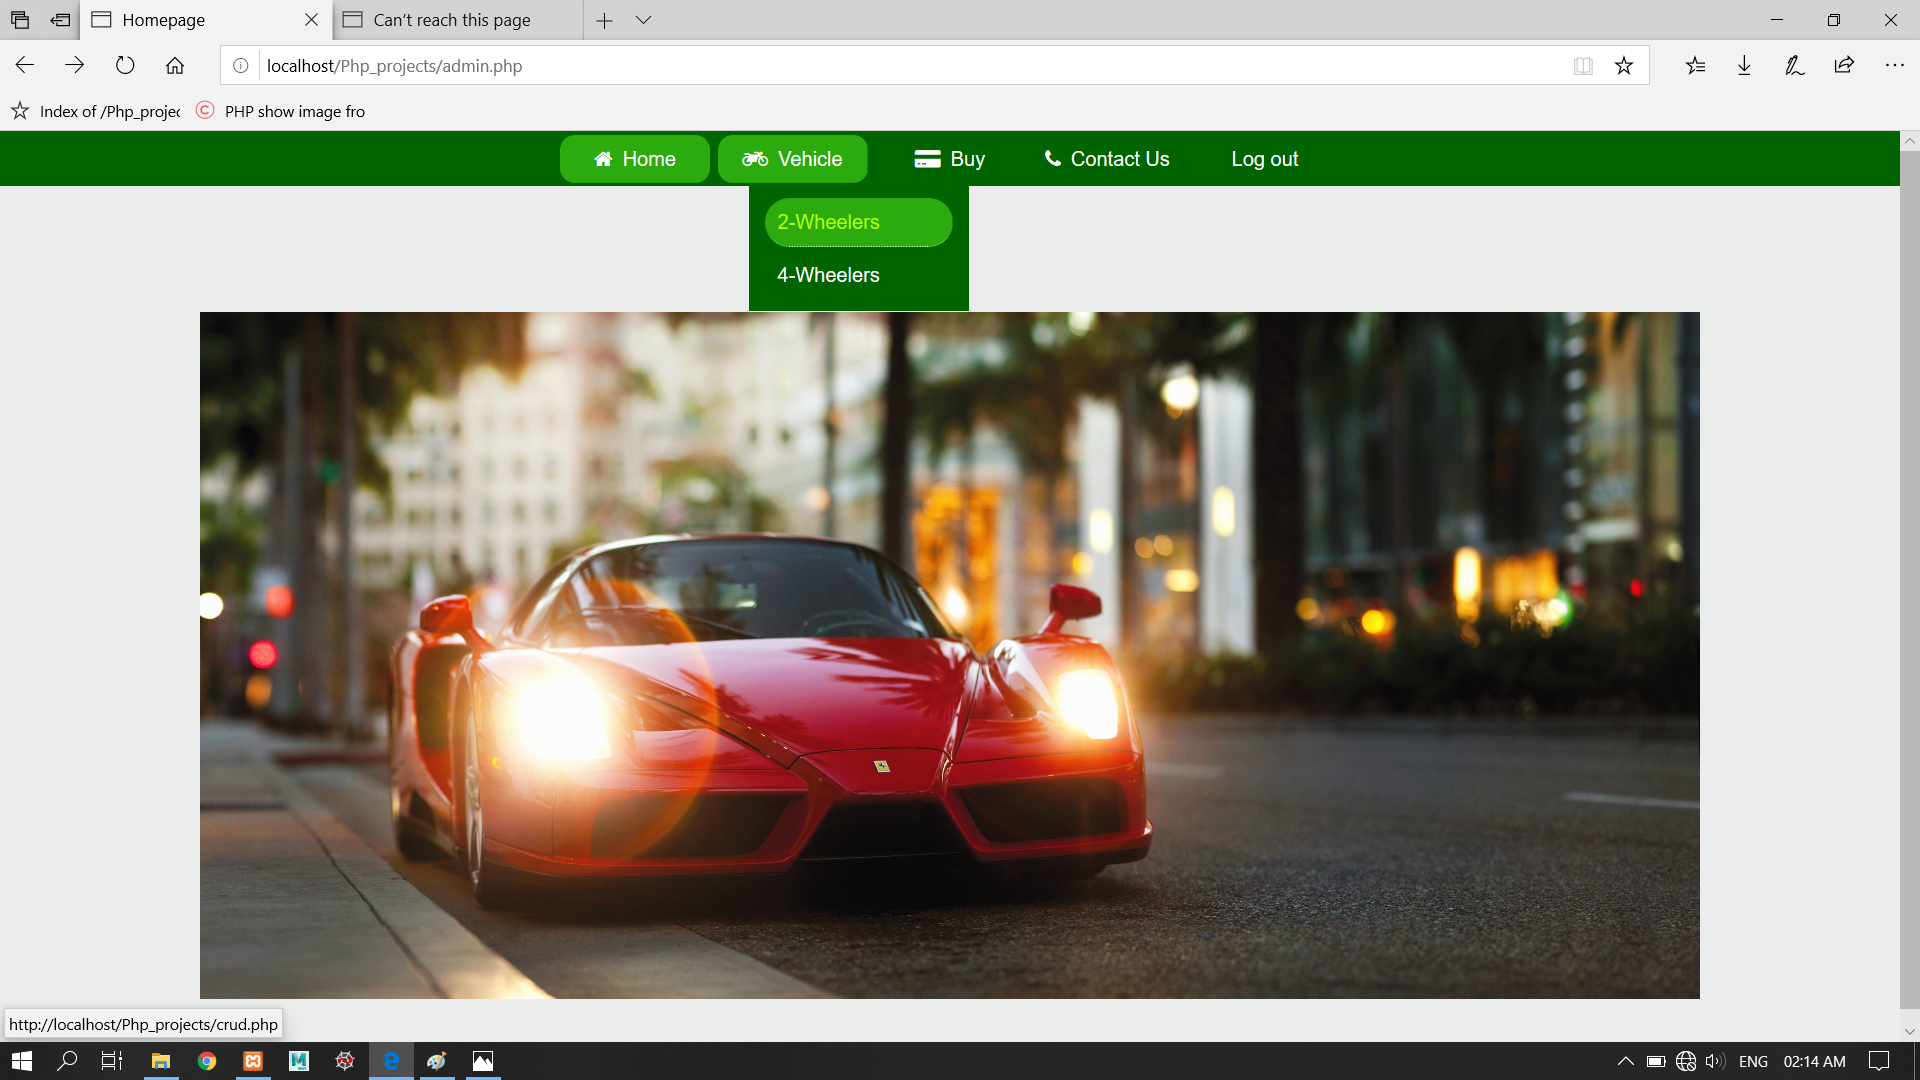 Homepage
Can't reach this page
localhost/Php_projects/admin.php
Index of /Php_projec
PHP show image fro
Home
Vehicle
Buy
Contact Us
Log out
2-Wheelers
4-Wheelers
http://localhost/Php_projects/crud.php
ENG
02:14 AM